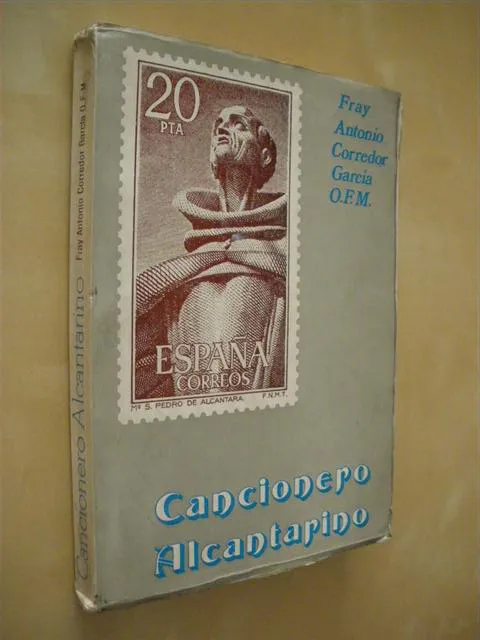 Cancionero Alcantarino Fray Antonio Corredor García O.F.M
20
PTA
ESPAÑA
CORREOS
Mº S. PEDRO DE ALCANTARA. F.N.M.T.
Fray
Antonio
Corredor
García
O.F.M.
Cancionero
Alcantarino